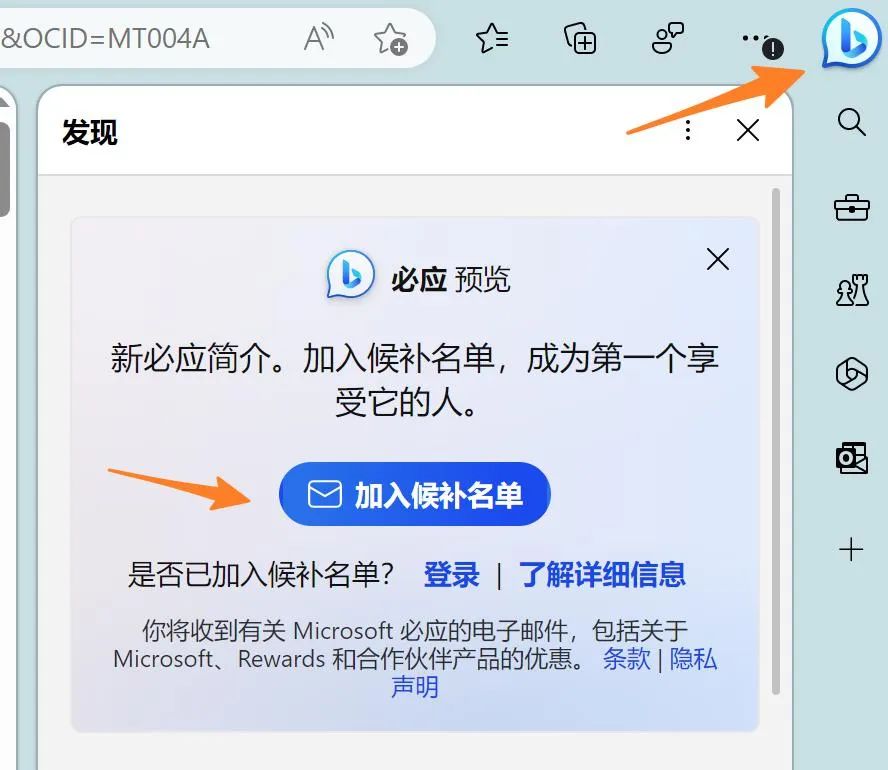 &OCID=MT004A
发现
必应 预览
新必应简介。加入候补名单，成为第一个享
受它的人。
加入候补名单
是否已加入候补名单？ 登录 | 了解详细信息
你将收到有关 Microsoft 必应的电子邮件，包括关于
Microsoft、Rewards 和合作伙伴产品的优惠。 条款 | 隐私
声明